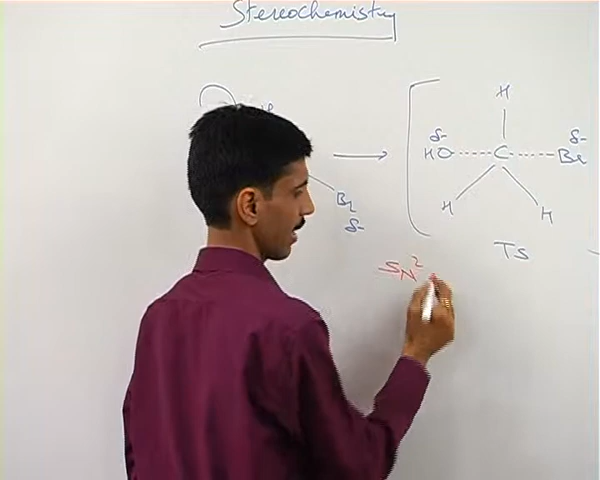 Stereochemistry
H
δ- δ-
HO C Br
Br
δ-
H H
TS
SN2